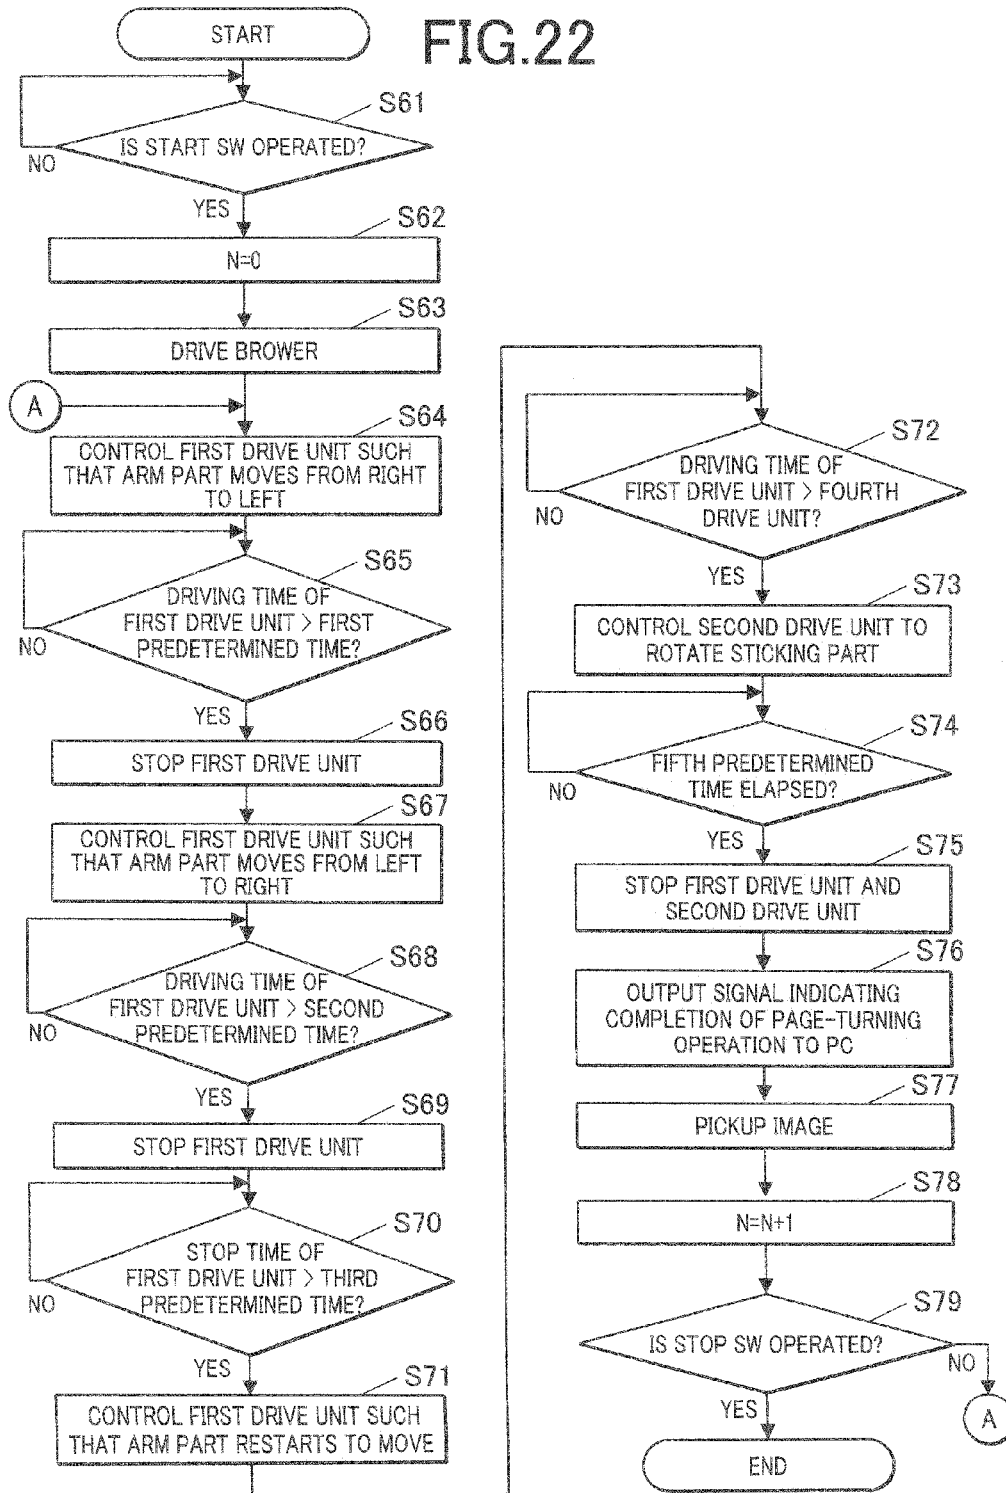 FIG.22
START
S61
IS START SW OPERATED?
NO
YES
S62
N=0
S63
DRIVE BROWER
A
S64
CONTROL FIRST DRIVE UNIT SUCH
THAT ARM PART MOVES FROM RIGHT
TO LEFT
S65
DRIVING TIME OF
FIRST DRIVE UNIT > FIRST
PREDETERMINED TIME?
NO
YES
S66
STOP FIRST DRIVE UNIT
S67
CONTROL FIRST DRIVE UNIT SUCH
THAT ARM PART MOVES FROM LEFT
TO RIGHT
S68
DRIVING TIME OF
FIRST DRIVE UNIT > SECOND
PREDETERMINED TIME?
NO
YES
S69
STOP FIRST DRIVE UNIT
S70
STOP TIME OF
FIRST DRIVE UNIT > THIRD
PREDETERMINED TIME?
NO
YES
S71
CONTROL FIRST DRIVE UNIT SUCH
THAT ARM PART RESTARTS TO MOVE
S72
DRIVING TIME OF
FIRST DRIVE UNIT > FOURTH
DRIVE UNIT?
NO
YES
S73
CONTROL SECOND DRIVE UNIT TO
ROTATE STICKING PART
S74
FIFTH PREDETERMINED
TIME ELAPSED?
NO
YES
S75
STOP FIRST DRIVE UNIT AND
SECOND DRIVE UNIT
S76
OUTPUT SIGNAL INDICATING
COMPLETION OF PAGE-TURNING
OPERATION TO PC
S77
PICKUP IMAGE
S78
N=N+1
S79
IS STOP SW OPERATED?
NO
YES
A
END